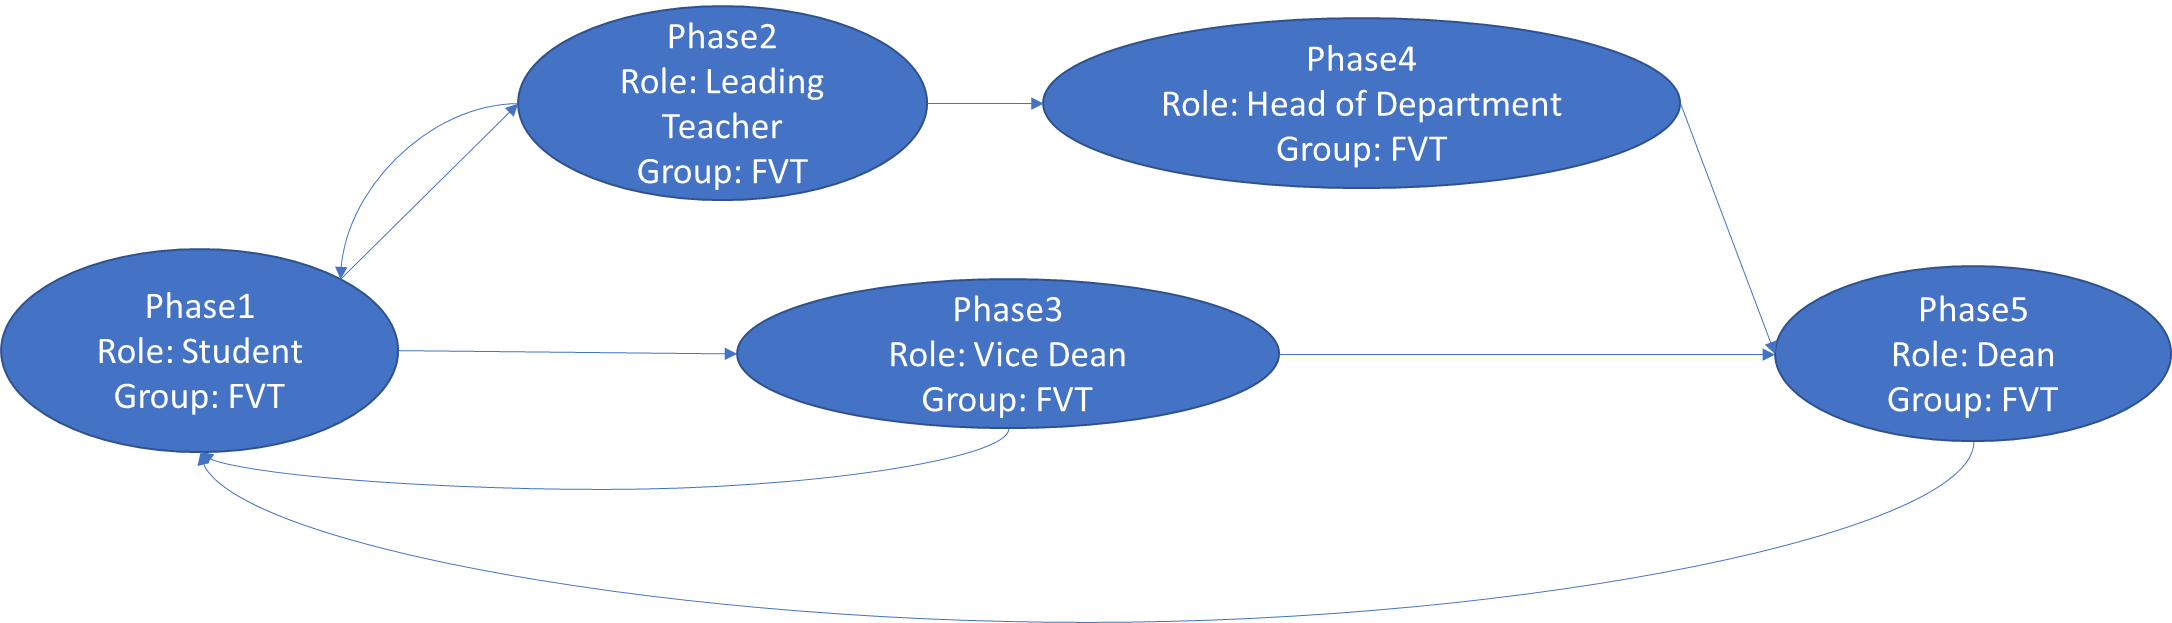 Phase2
Role: Leading
Teacher
Group: FVT
Phase4
Role: Head of Department
Group: FVT
Phase1
Role: Student
Group: FVT
Phase3
Role: Vice Dean
Group: FVT
Phase5
Role: Dean
Group: FVT